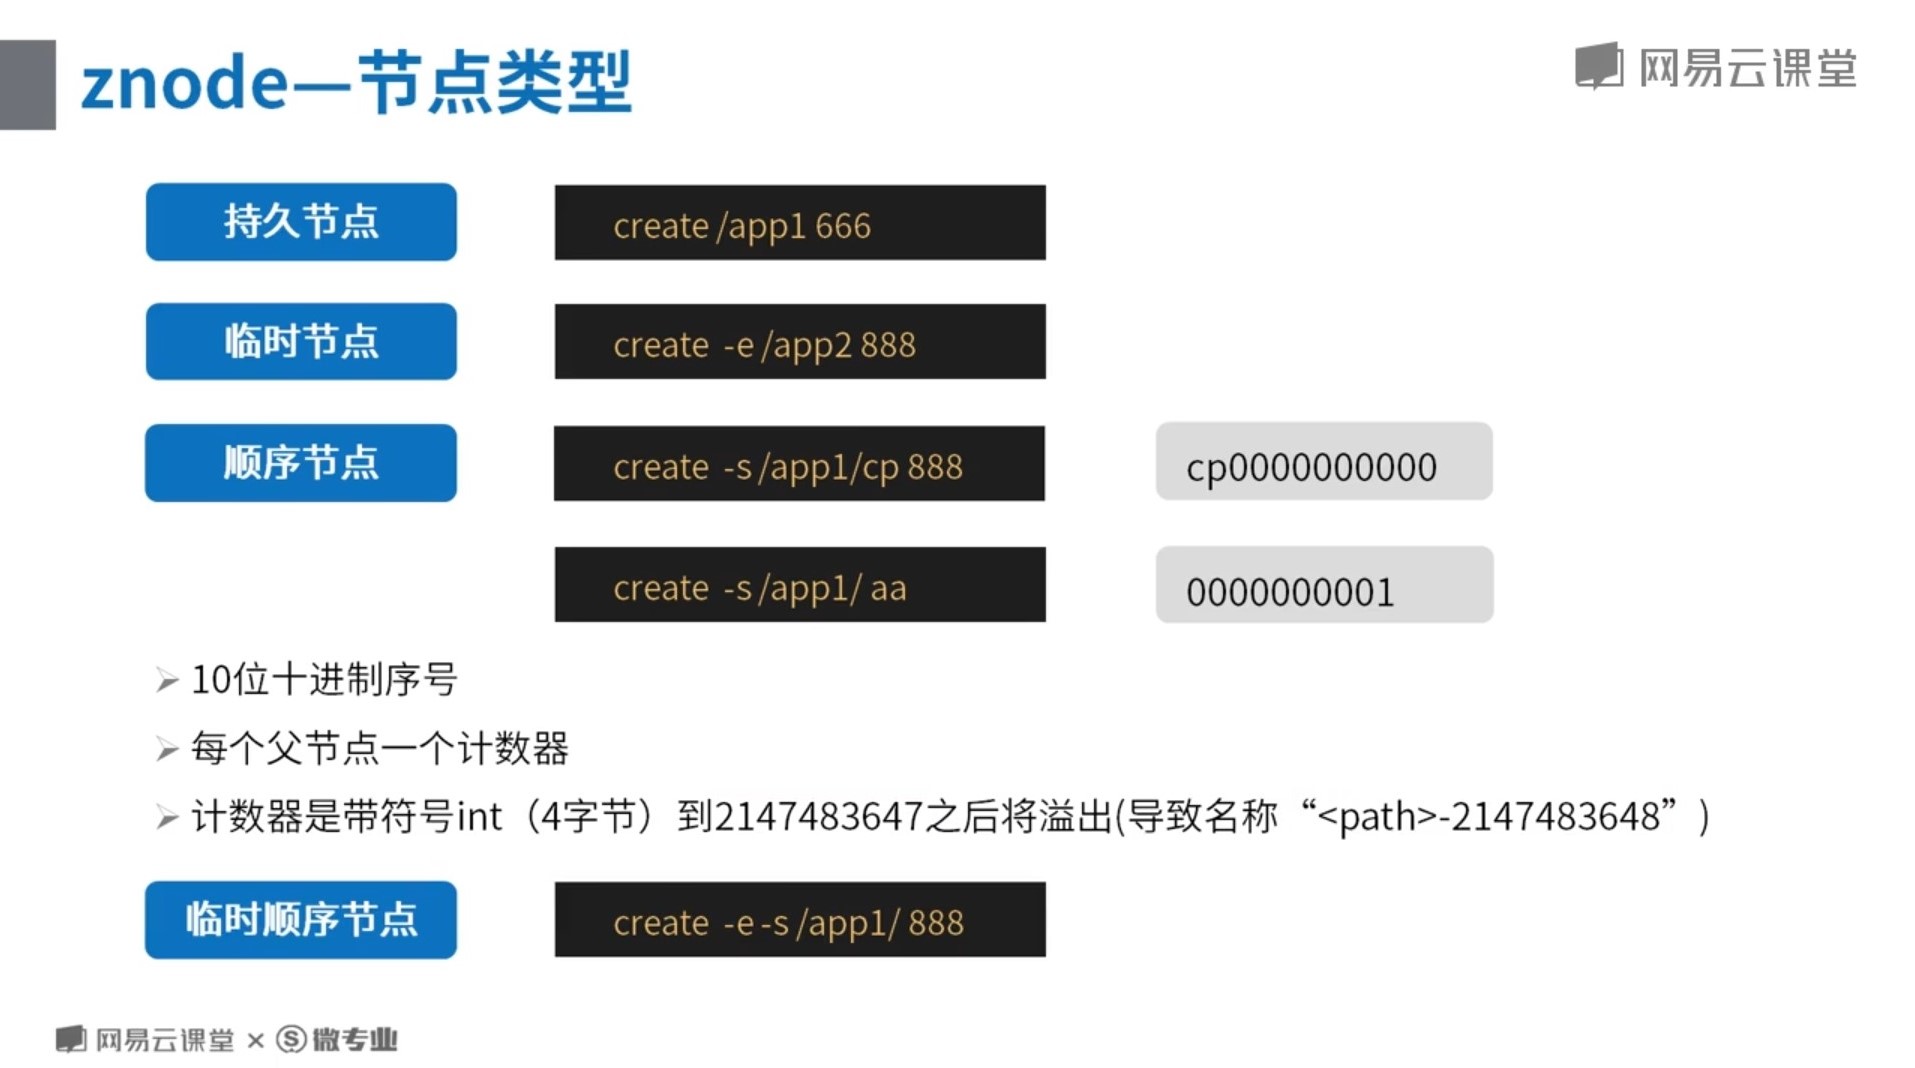 znode—节点类型
网易云课堂
持久节点
create /app1 666
临时节点
create -e /app2 888
顺序节点
create -s /app1/cp 888
cp0000000000
create -s /app1/ aa
0000000001
10位十进制序号
每个父节点一个计数器
计数器是带符号int（4字节）到2147483647之后将溢出(导致名称“<path>-2147483648”)
临时顺序节点
create -e -s /app1/ 888
网易云课堂 × S 微专业